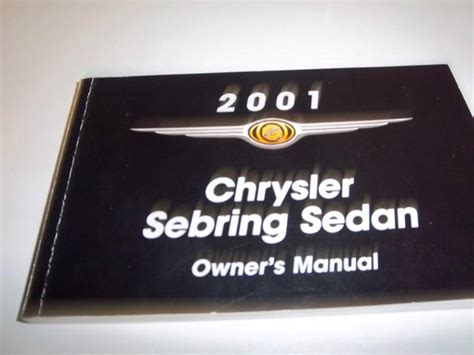 2001
Chrysler
Sebring Sedan
Owner's Manual